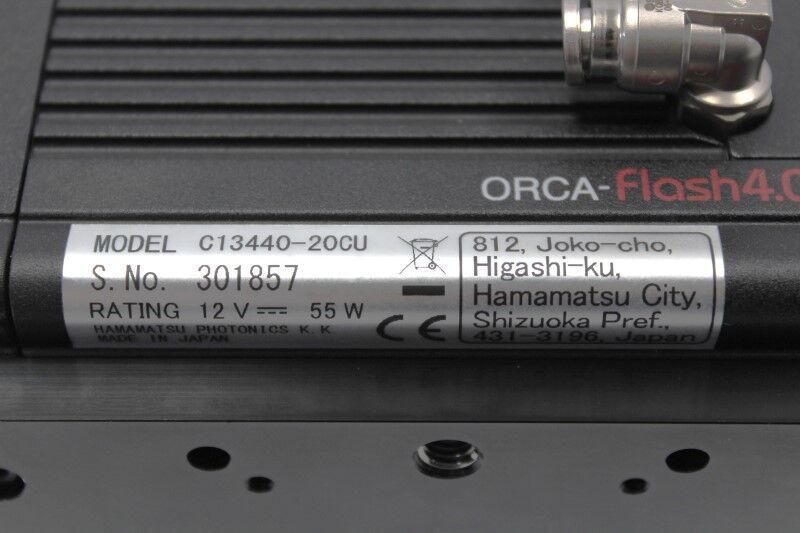 ORCA-Flash4.0
MODEL C13440-20CU
S.No. 301857
RATING 12 V 55 W
HAMAMATSU PHOTONICS K.K
MADE IN JAPAN
CE
812, Joko-cho,
Higashi-ku,
Hamamatsu City,
Shizuoka Pref.,
431-3196, Japan